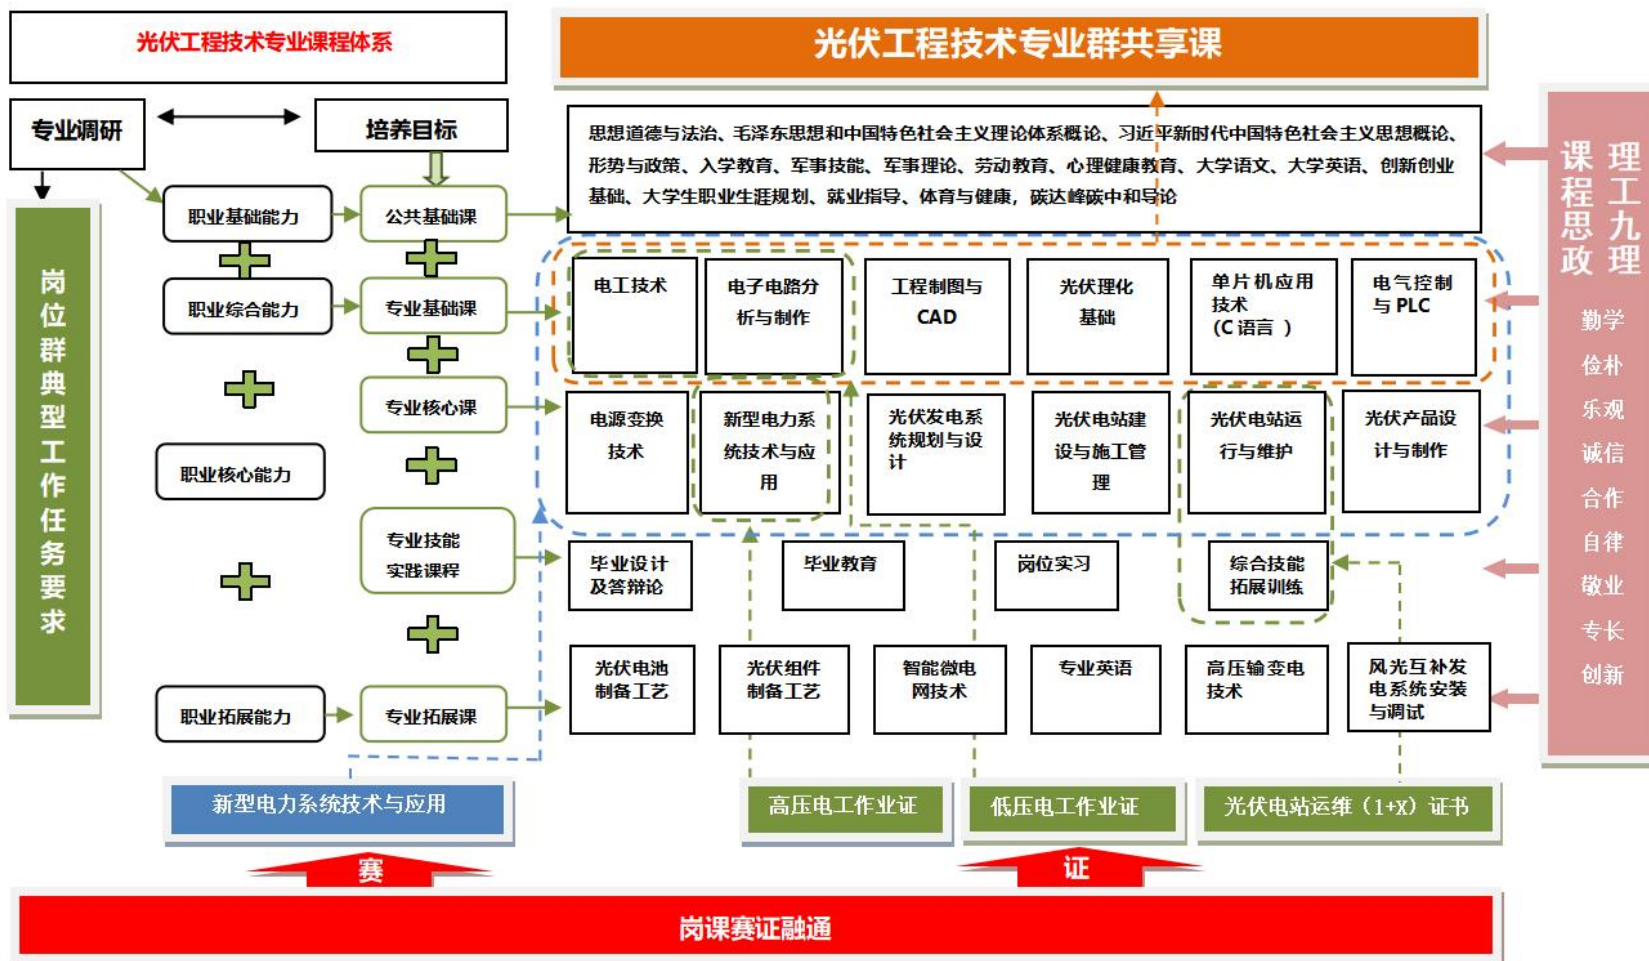 光伏工程技术专业课程体系
光伏工程技术专业群共享课
专业调研
培养目标
思想道德与法治、毛泽东思想和中国特色社会主义理论体系概论、习近平新时代中国特色社会主义思想概论、
形势与政策、入学教育、军事技能、军事理论、劳动教育、心理健康教育、大学语文、大学英语、创新创业
基础、大学生职业生涯规划、就业指导、体育与健康，碳达峰碳中和导论
课程思政
理工九理
勤学
俭朴
乐观
诚信
合作
自律
敬业
专长
创新
岗位群典型工作任务要求
职业基础能力
公共基础课
职业综合能力
专业基础课
电工技术
电子电路分
析与制作
工程制图与
CAD
光伏理化
基础
单片机应用
技术
(C 语言 )
电气控制
与 PLC
专业核心课
电源变换
技术
新型电力系
统技术与应
用
光伏发电系
统规划与设
计
光伏电站建
设与施工管
理
光伏电站运
行与维护
光伏产品设
计与制作
职业核心能力
专业技能
实践课程
毕业设计
及答辩论
毕业教育
岗位实习
综合技能
拓展训练
职业拓展能力
专业拓展课
光伏电池
制备工艺
光伏组件
制备工艺
智能微电
网技术
专业英语
高压输变电
技术
风光互补发
电系统安装
与调试
新型电力系统技术与应用
高压电工作业证
低压电工作业证
光伏电站运维（1+X）证书
赛
证
岗课赛证融通